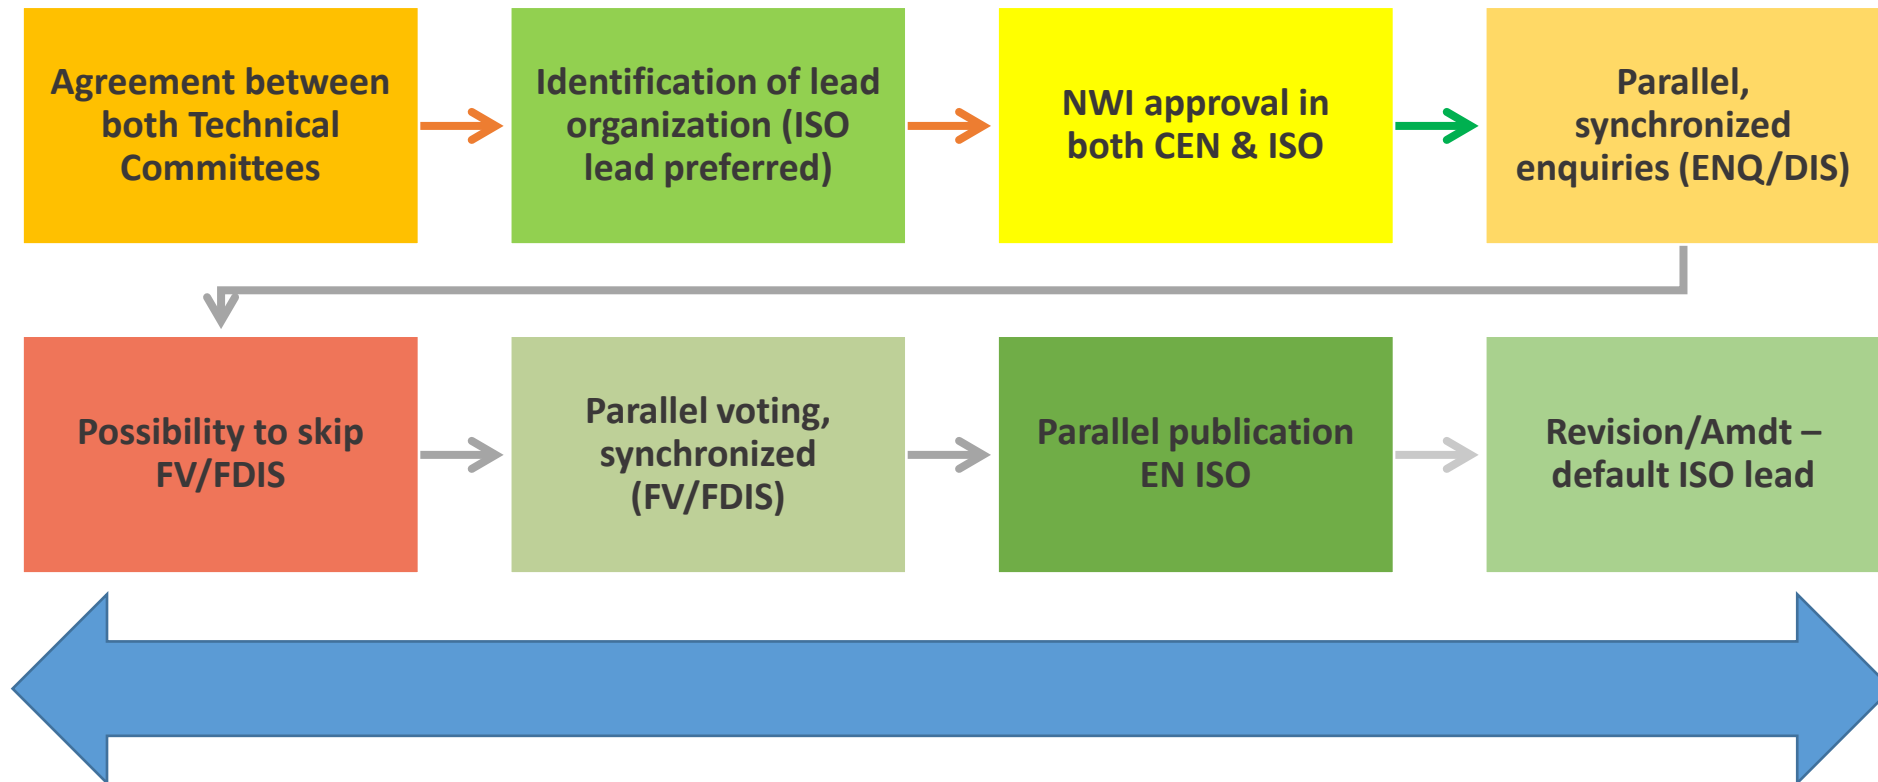 Agreement between
both Technical
Committees
Identification of lead
organization (ISO
lead preferred)
NWI approval in
both CEN & ISO
Parallel,
synchronized
enquiries (ENQ/DIS)
Possibility to skip
FV/FDIS
Parallel voting,
synchronized
(FV/FDIS)
Parallel publication
EN ISO
Revision/Amdt –
default ISO lead